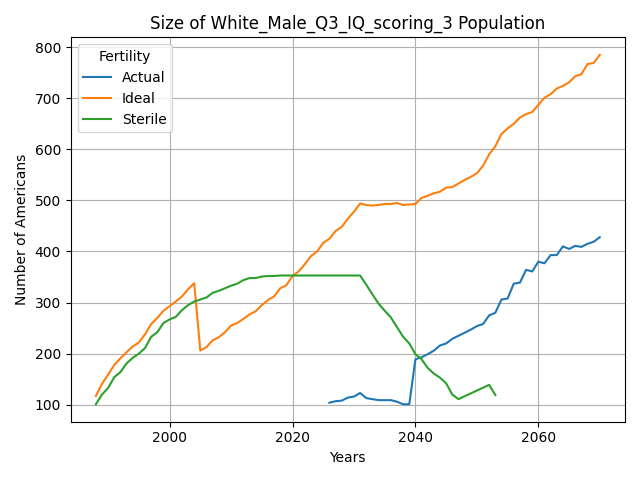 Size of White_Male_Q3_IQ_scoring_3 Population
Fertility
Actual
Ideal
Sterile
Number of Americans
800
700
600
500
400
300
200
100
2000
2020
2040
2060
Years